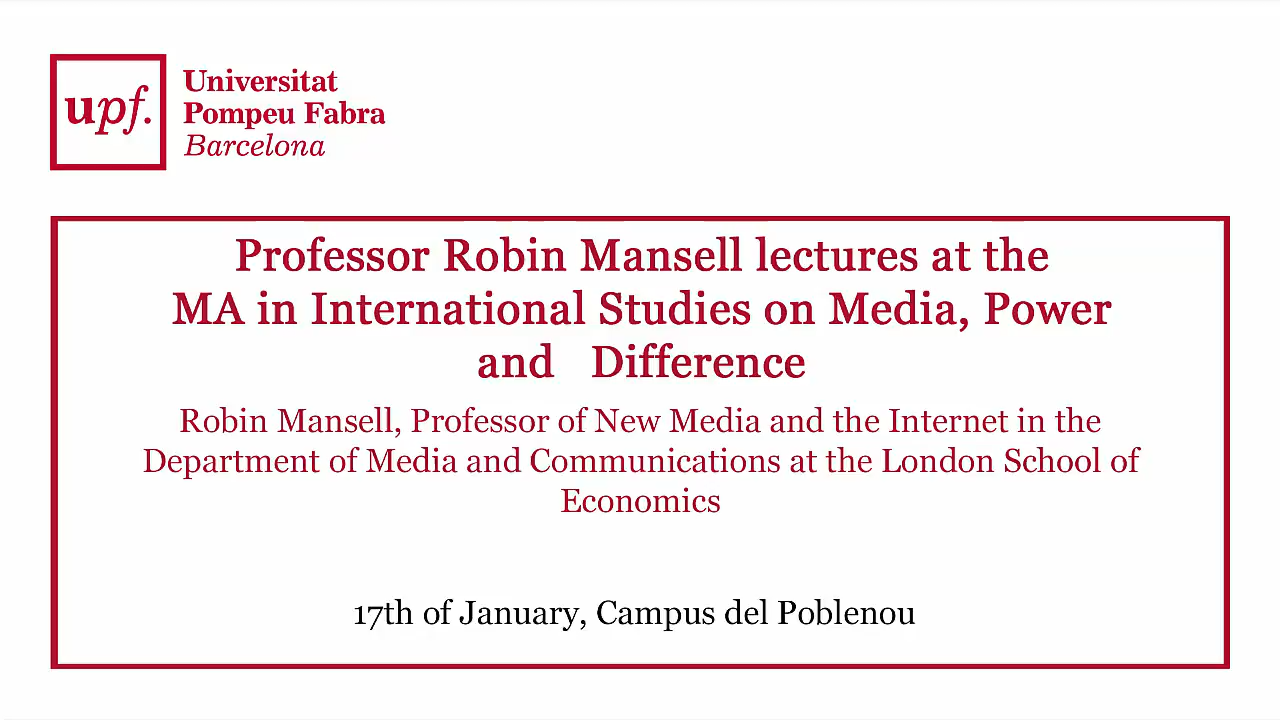 upf.
Universitat
Pompeu Fabra
Barcelona
Professor Robin Mansell lectures at the
MA in International Studies on Media, Power
and Difference
Robin Mansell, Professor of New Media and the Internet in the
Department of Media and Communications at the London School of
Economics
17th of January, Campus del Poblenou